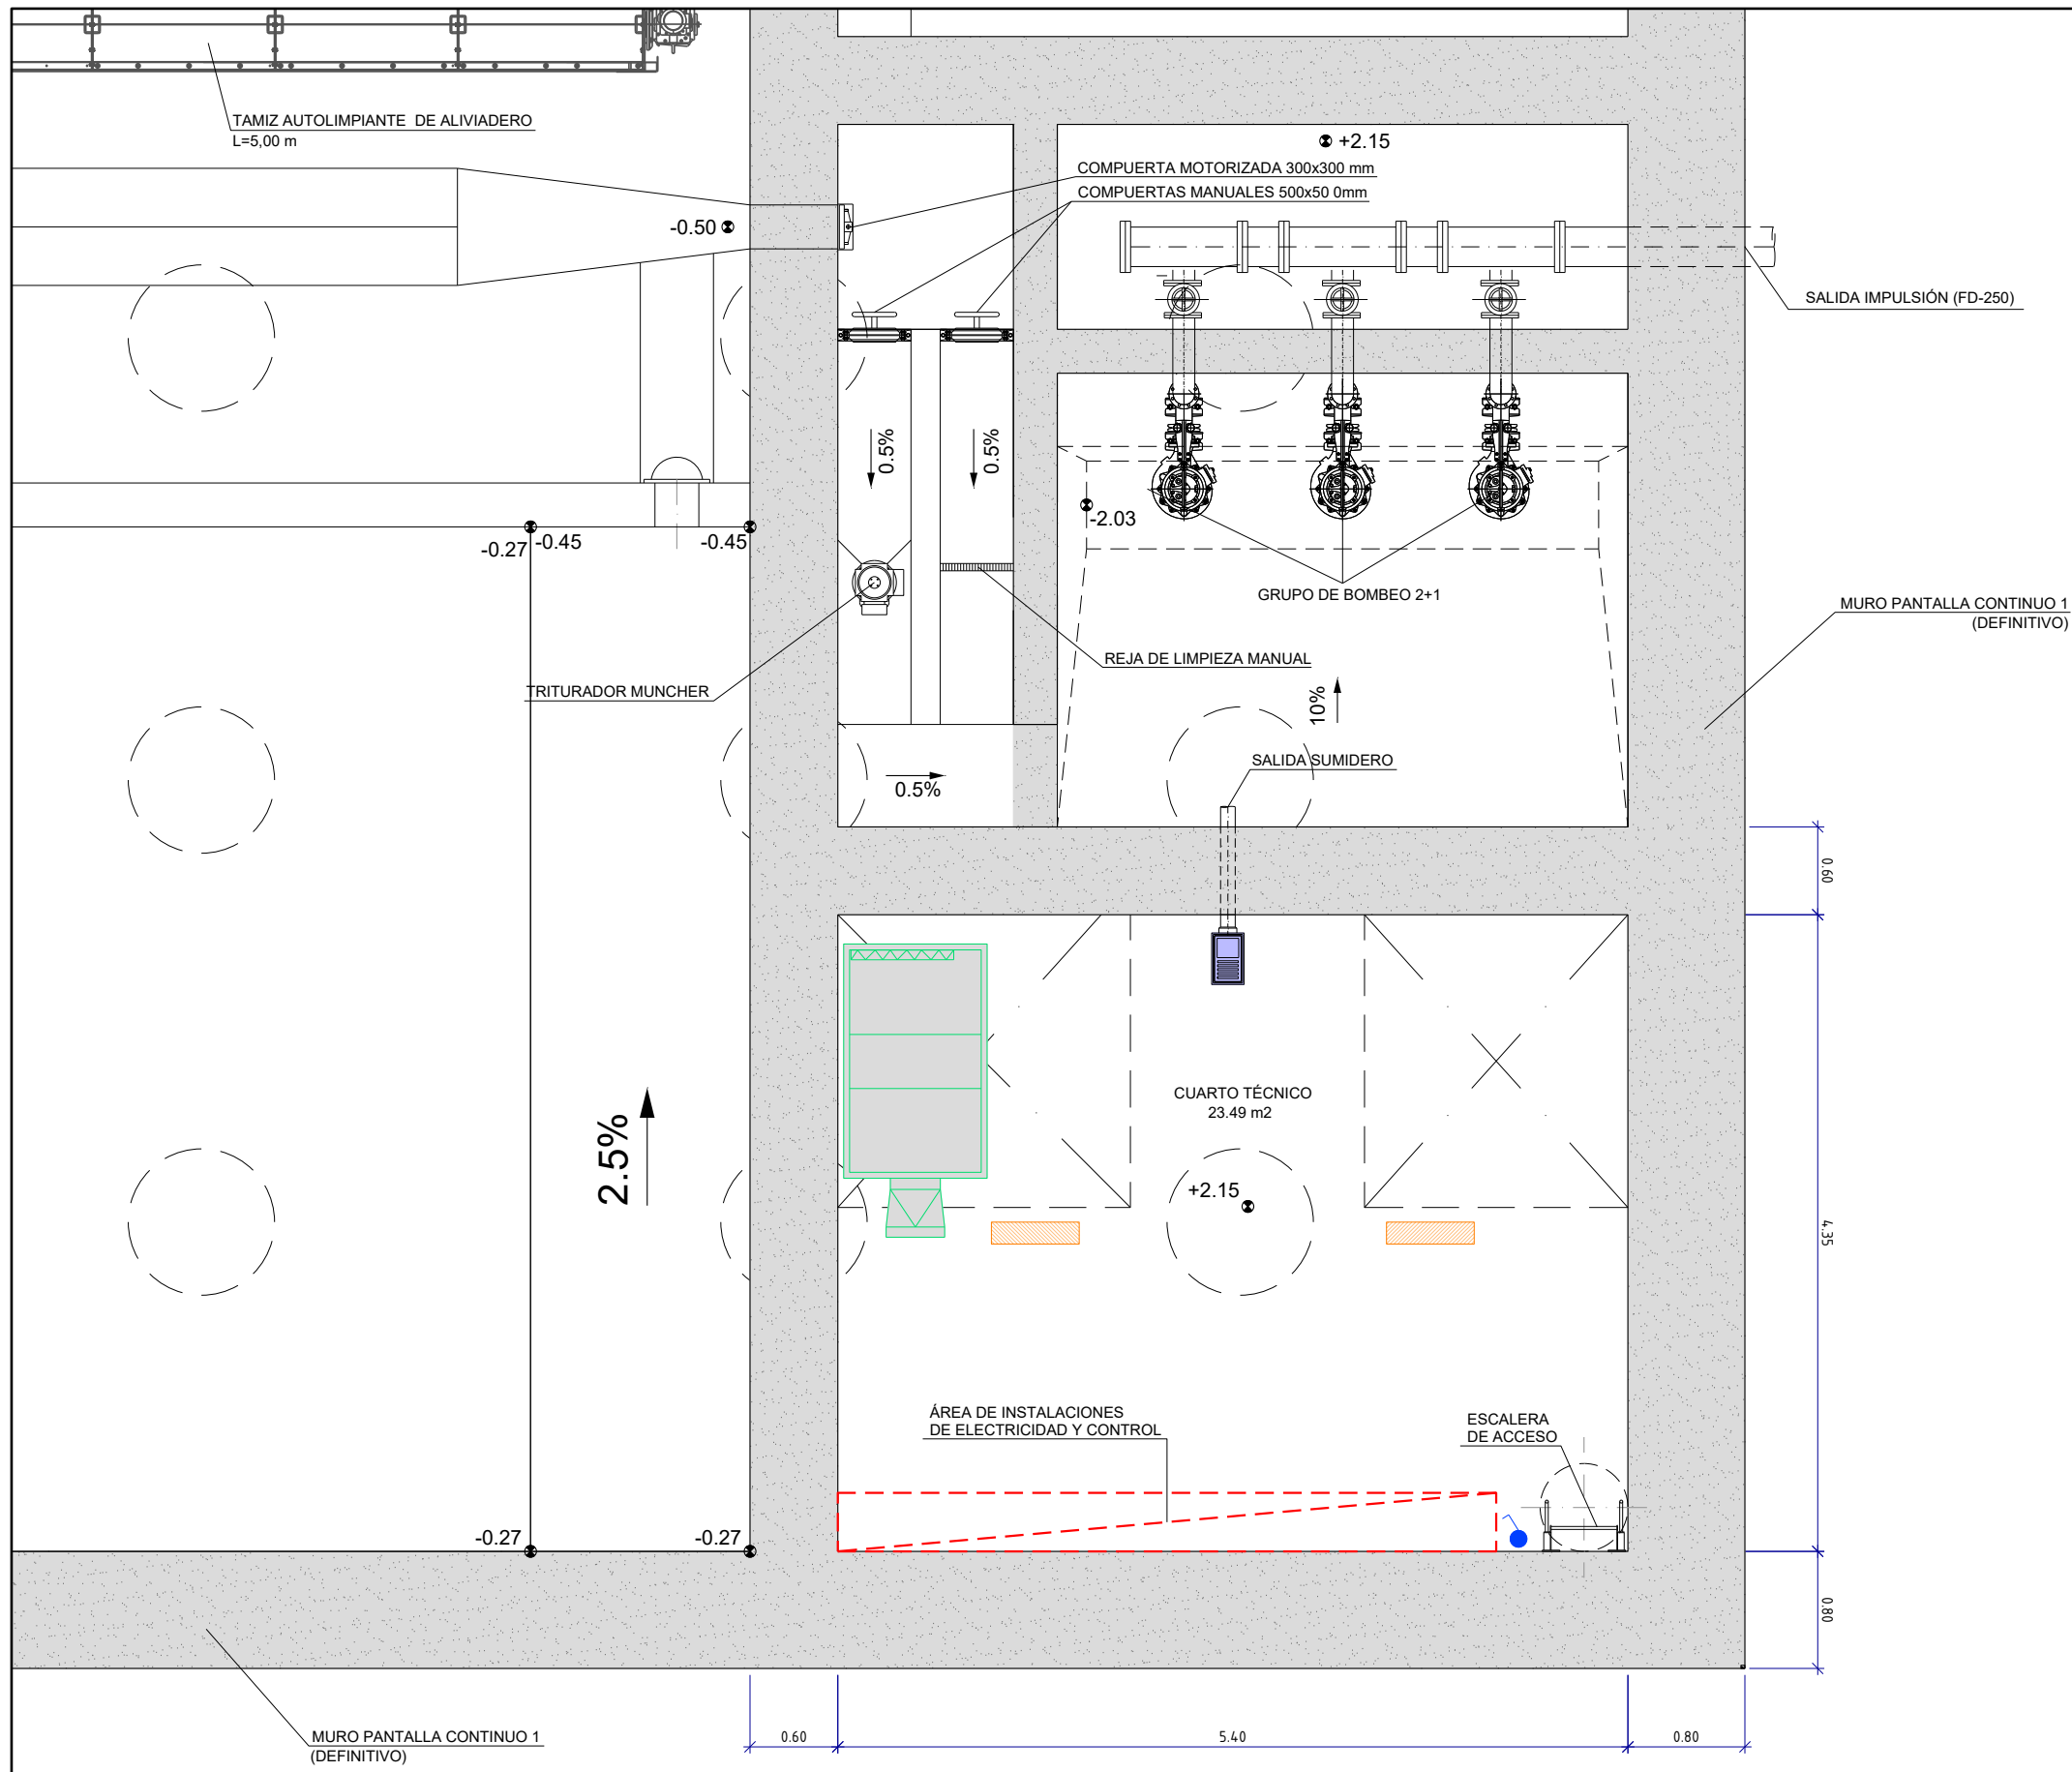 TAMIZ AUTOLIMPIANTE DE ALIVIADERO
L=5,00 m
+2.15
COMPUERTA MOTORIZADA 300x300 mm
COMPUERTAS MANUALES 500x50 0mm
-0.50
SALIDA IMPULSIÓN (FD-250)
0.5%
0.5%
-2.03
-0.27
-0.45
-0.45
GRUPO DE BOMBEO 2+1
MURO PANTALLA CONTINUO 1
(DEFINITIVO)
REJA DE LIMPIEZA MANUAL
TRITURADOR MUNCHER
10%
SALIDA SUMIDERO
0.5%
0.60
CUARTO TÉCNICO
23.49 m2
2.5%
+2.15
4.35
ÁREA DE INSTALACIONES
DE ELECTRICIDAD Y CONTROL
ESCALERA
DE ACCESO
-0.27
-0.27
0.80
MURO PANTALLA CONTINUO 1
(DEFINITIVO)
0.60
5.40
0.80